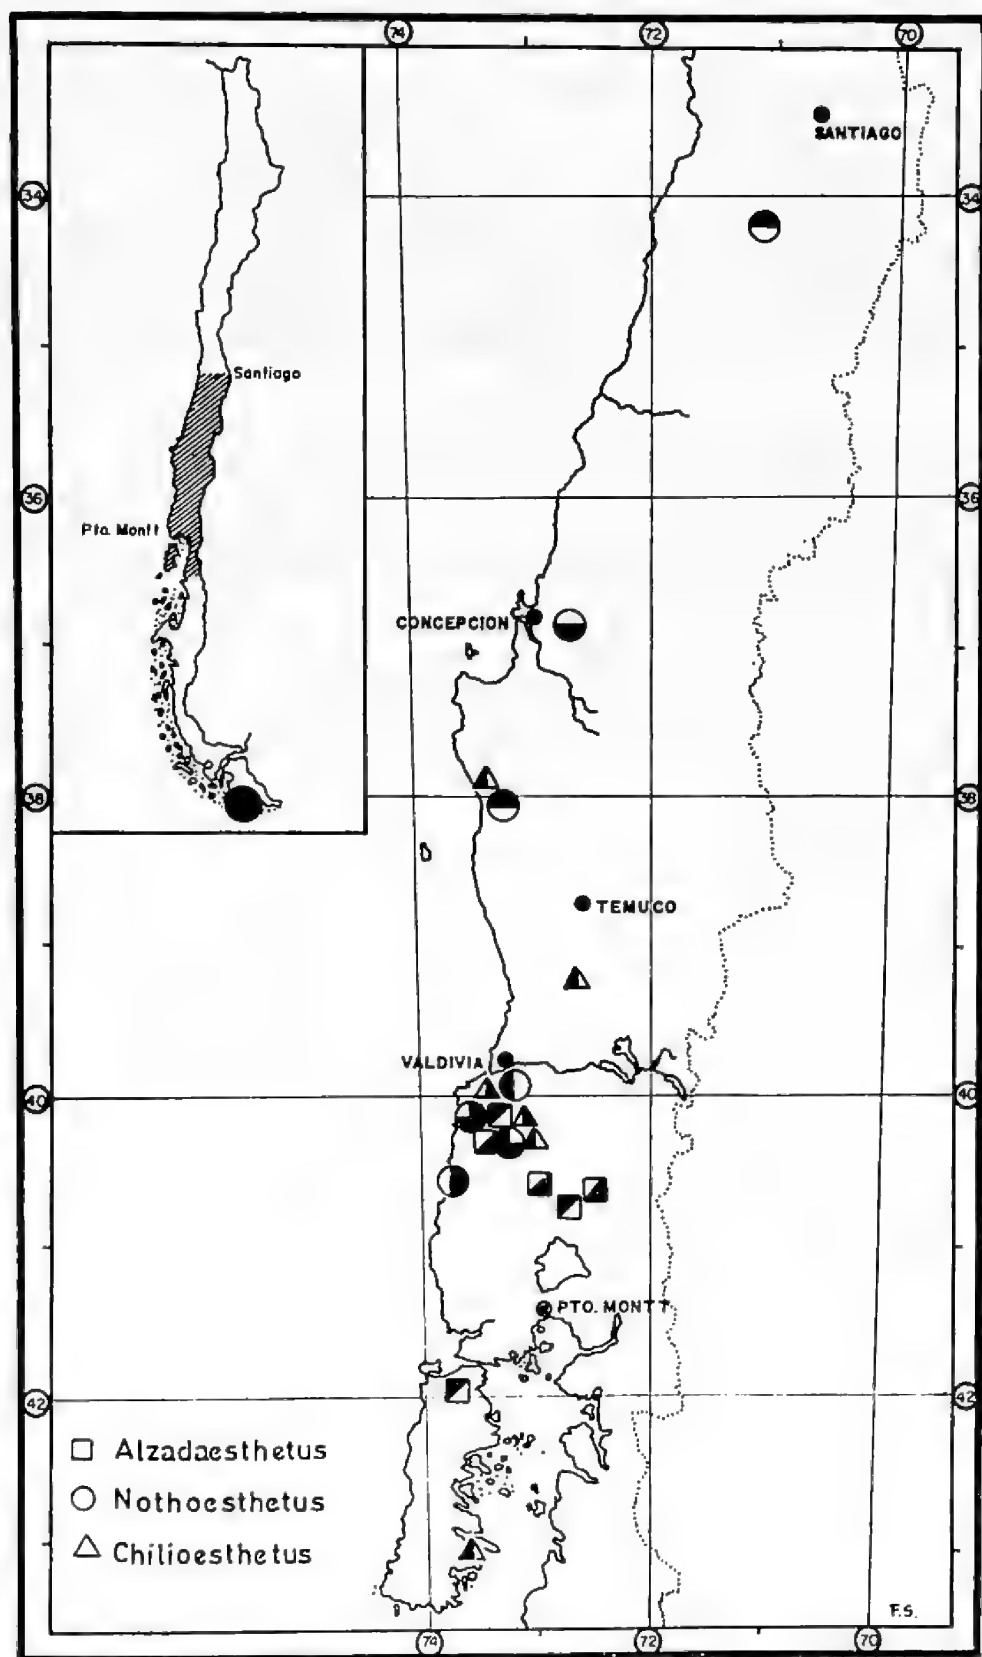 74
72
70
SANTIAGO
34
34
Santiago
36
36
Pto. Montt
CONCEPCION
38
38
TEMUCO
VALDIVIA
40
40
PTO. MONTT
42
42
Alzadaesthetus
Nothoesthetus
Chilioesthetus
F.S.
74
72
70